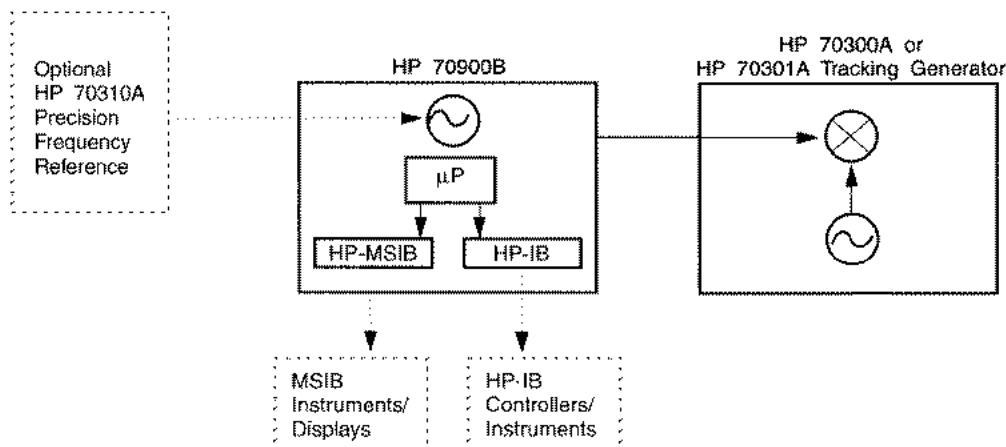 Optional
HP 70310A
Precision
Frequency
Reference
HP 70900B
μP
HP-MSIB
HP-IB
HP 70300A or
HP 70301A Tracking Generator
MSIB
Instruments/
Displays
HP-IB
Controllers/
Instruments